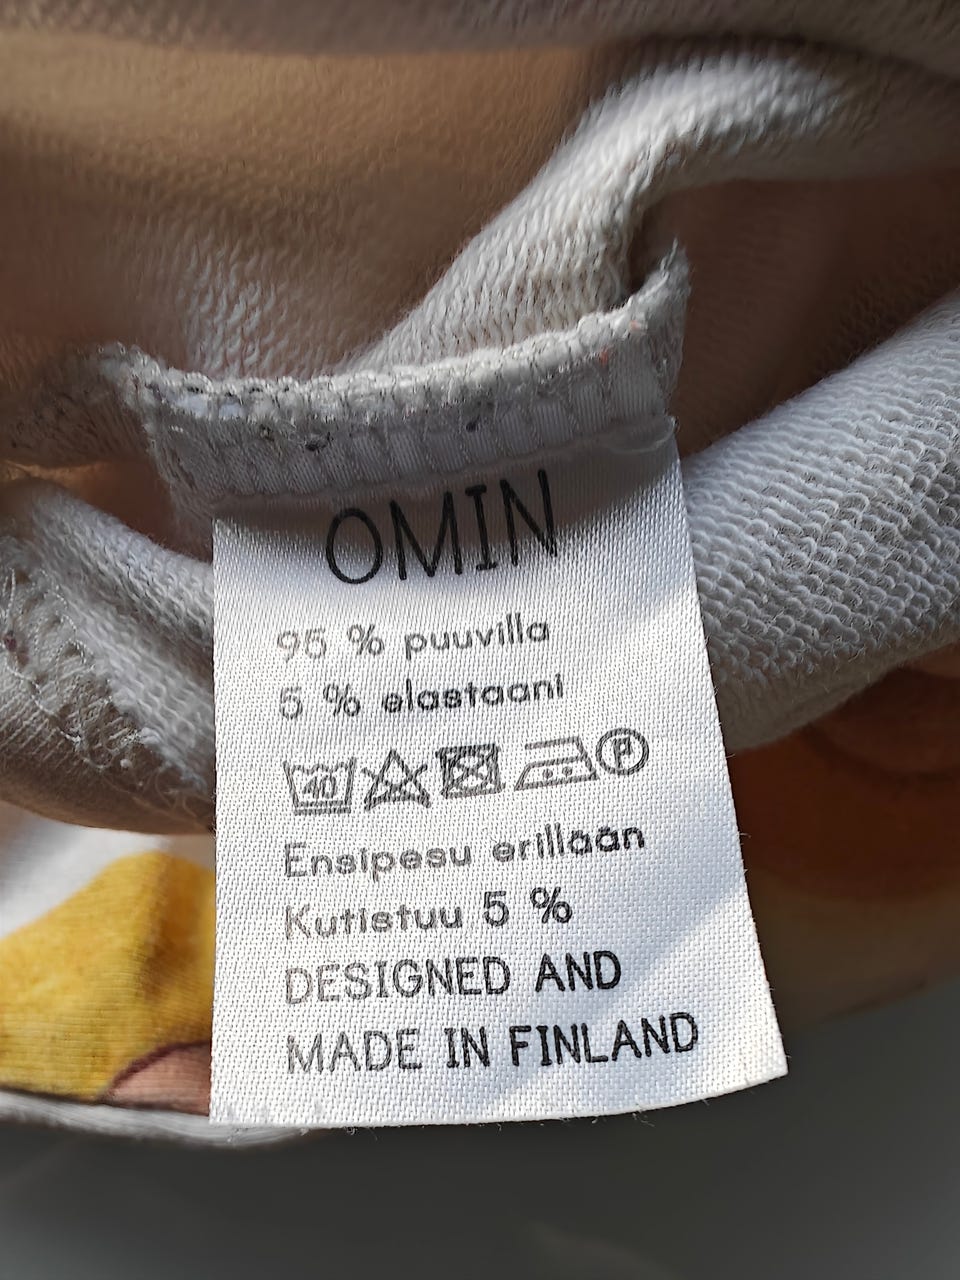 OMIN
95 % puuvilla
5 % elastaani
40 P
Ensipesu erillään
Kutistuu 5 %
DESIGNED AND
MADE IN FINLAND